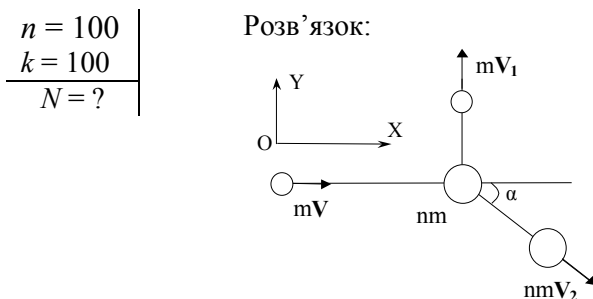 n = 100
k = 100
N = ?
Розв’язок:
Y
O
X
mV
mV₁
nm
α
nmV₂